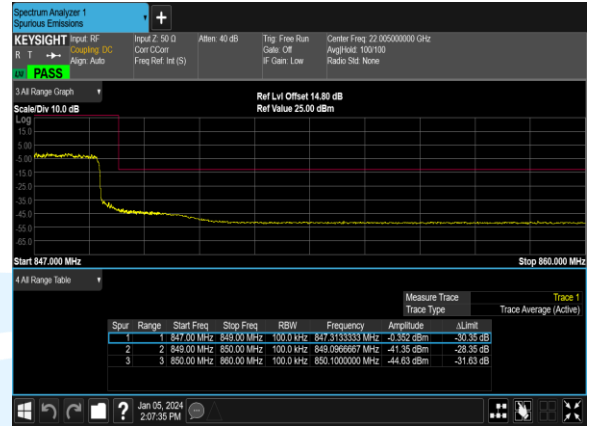 Spectrum Analyzer 1
Spurious Emissions
+
KEYSIGHT Input: RF Input Z: 50 Ω Atten: 40 dB Trig: Free Run Center Freq: 22.005000000 GHz
R T Coupling: DC Corr CCorr Gate: Off Avg|Hold: 100/100
Align: Auto Freq Ref: Int (S) IF Gain: Low Radio Std: None
PASS
3 All Range Graph
Ref Lvl Offset 14.80 dB
Scale/Div 10.0 dB Ref Value 25.00 dBm
Log
15.0
5.00
-5.00
-15.0
-25.0
-35.0
-45.0
-55.0
-65.0
Start 847.000 MHz Stop 860.000 MHz
4 All Range Table
Measure Trace Trace 1
Trace Type Trace Average (Active)
Spur Range Start Freq Stop Freq RBW Frequency Amplitude ΔLimit
1 1 847.00 MHz 849.00 MHz 100.0 kHz 847.3133333 MHz -0.352 dBm -30.35 dB
2 2 849.00 MHz 850.00 MHz 100.0 kHz 849.0966667 MHz -41.35 dBm -28.35 dB
3 3 850.00 MHz 860.00 MHz 100.0 kHz 850.1000000 MHz -44.63 dBm -31.63 dB
? Jan 05, 2024
2:07:35 PM